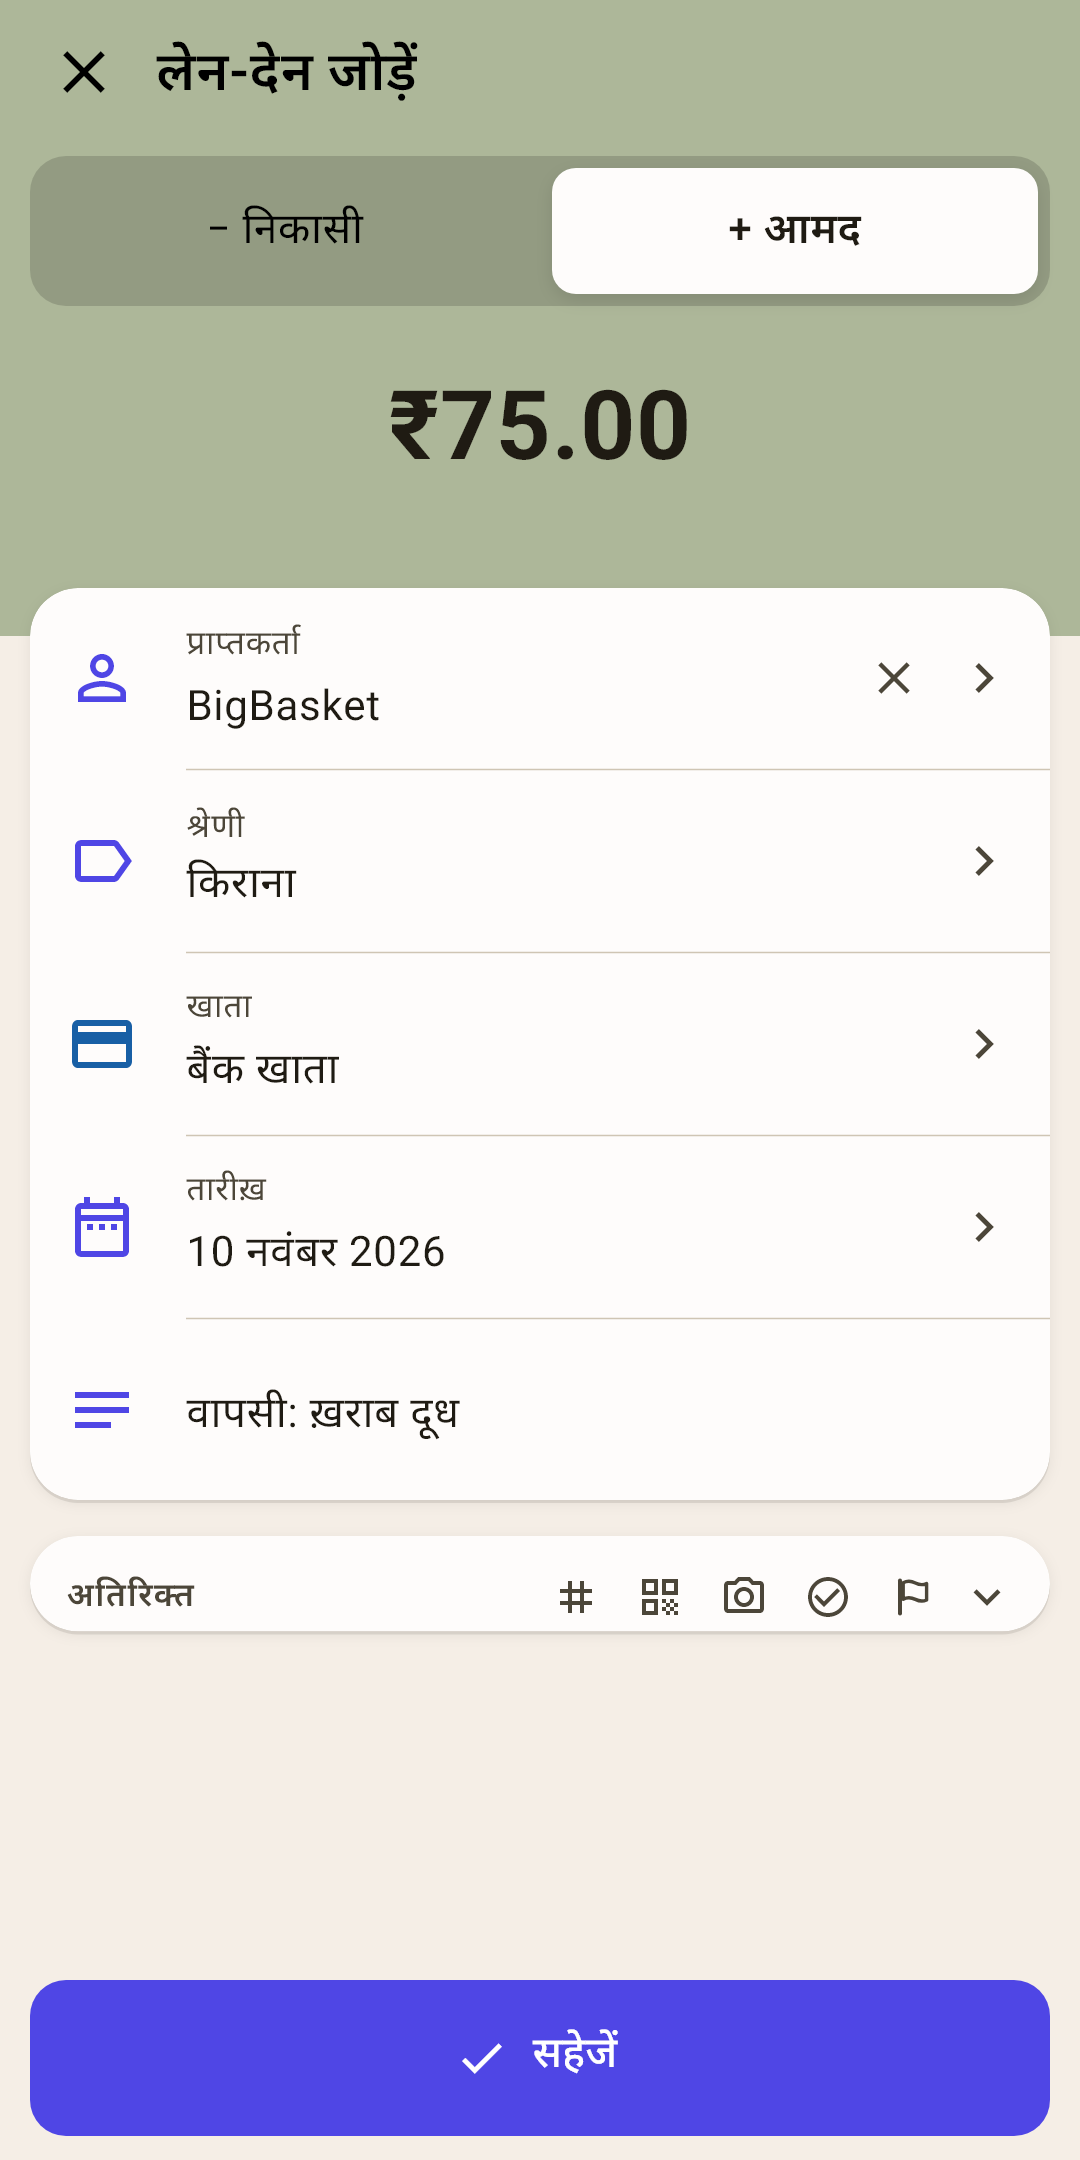 लेन-देन जोड़ें
− निकासी
+ आमद
₹75.00
प्राप्तकर्ता
BigBasket
श्रेणी
किराना
खाता
बैंक खाता
तारीख़
10 नवंबर 2026
वापसी: ख़राब दूध
अतिरिक्त
सहेजें